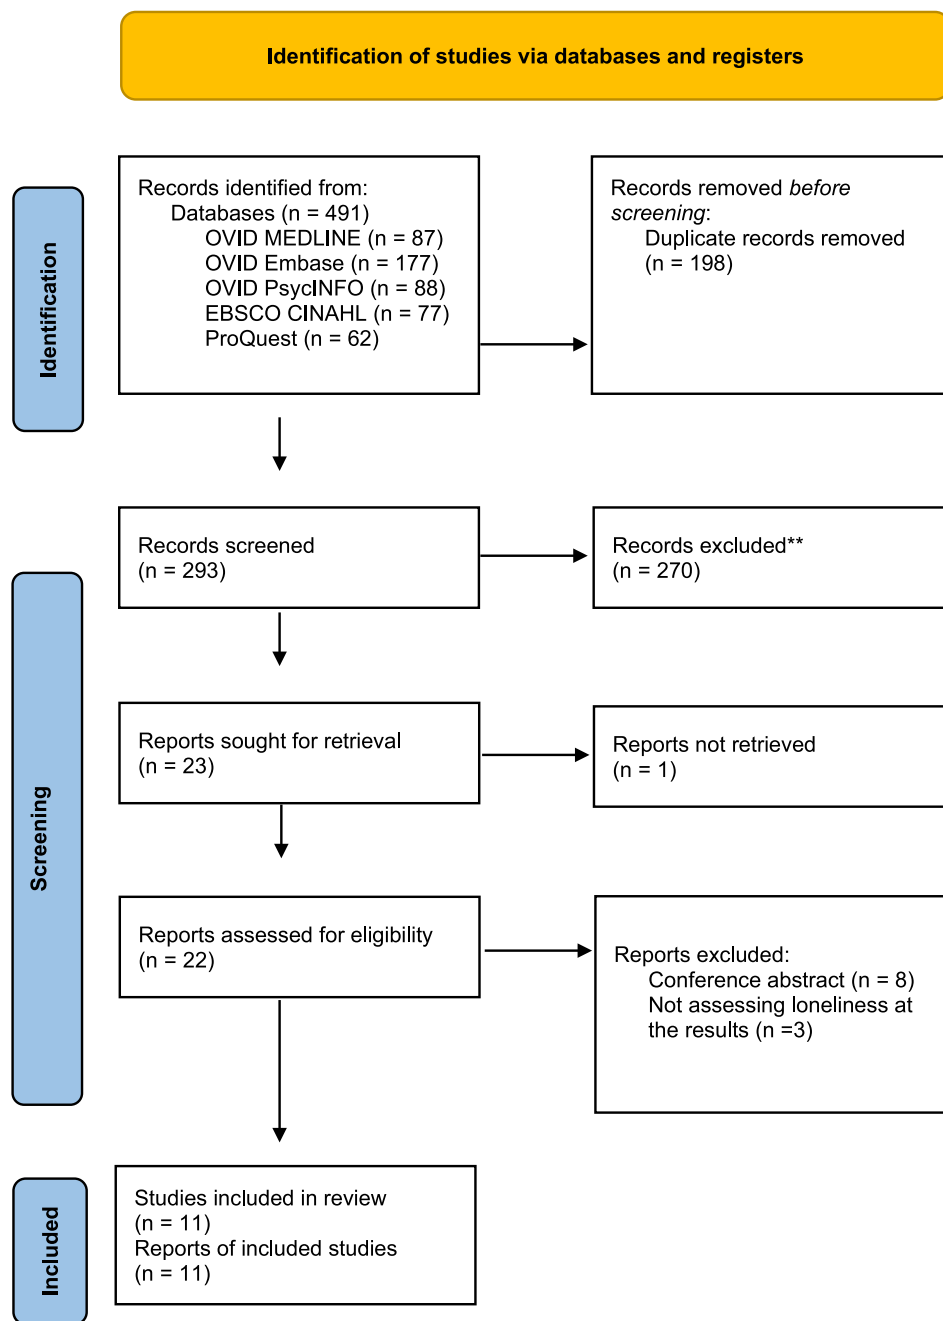 Identification of studies via databases and registers
Identification
Records identified from:
Databases (n = 491)
OVID MEDLINE (n = 87)
OVID Embase (n = 177)
OVID PsycINFO (n = 88)
EBSCO CINAHL (n = 77)
ProQuest (n = 62)
Records removed before
screening:
Duplicate records removed
(n = 198)
Screening
Records screened
(n = 293)
Records excluded**
(n = 270)
Reports sought for retrieval
(n = 23)
Reports not retrieved
(n = 1)
Reports assessed for eligibility
(n = 22)
Reports excluded:
Conference abstract (n = 8)
Not assessing loneliness at
the results (n =3)
Included
Studies included in review
(n = 11)
Reports of included studies
(n = 11)